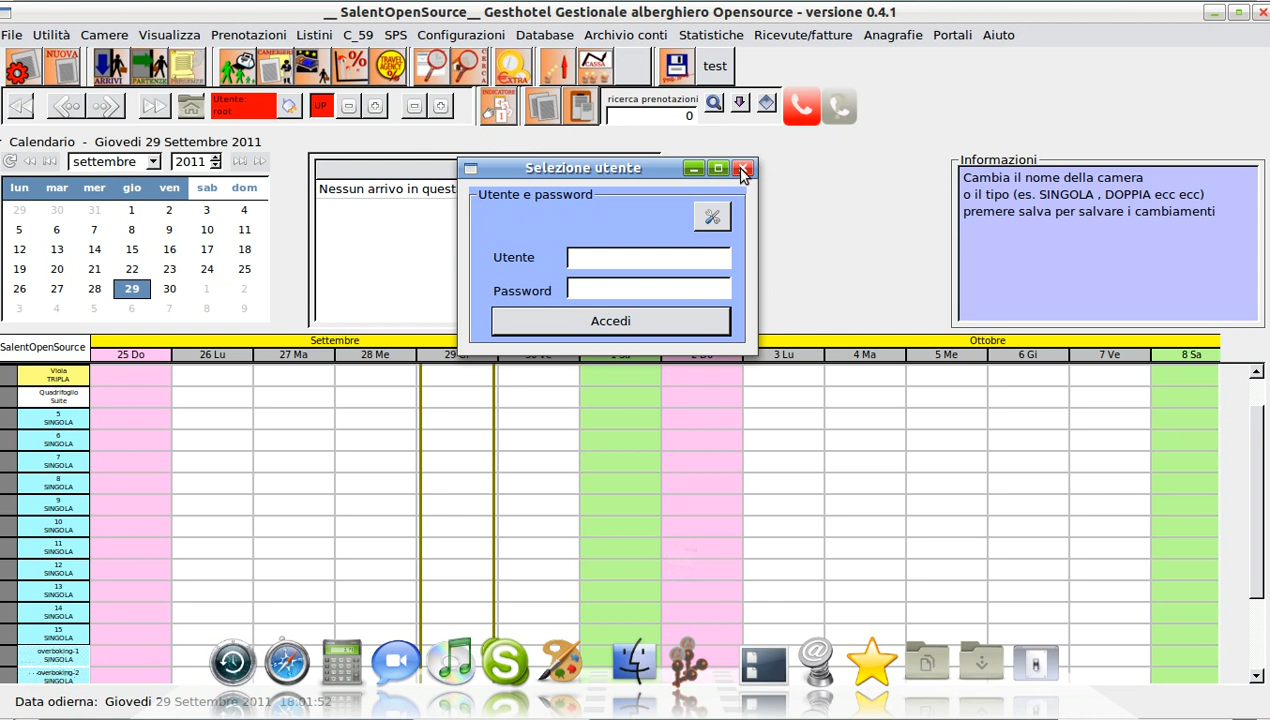 __ SalentOpenSource__ Gesthotel Gestionale alberghiero Opensource - versione 0.4.1
File Utilità Camere Visualizza Prenotazioni Listini C_59 SPS Configurazioni Database Archivio conti Statistiche Ricevute/fatture Anagrafie Portali Aiuto
NUOVA ARRIVI PARTENZE CAMERIERE % TRAVEL AGENCY CERCA EXTRA CASSA test
Utente:
root
UP
INDICATORE
ricerca prenotazioni
0
Calendario - Giovedi 29 Settembre 2011
settembre 2011
lun mar mer gio ven sab dom
29 30 31 1 2 3 4
5 6 7 8 9 10 11
12 13 14 15 16 17 18
19 20 21 22 23 24 25
26 27 28 29 30 1 2
3 4 5 6 7 8 9
Nessun arrivo in quest
Selezione utente
Utente e password
Utente
Password
Accedi
Informazioni
Cambia il nome della camera
o il tipo (es. SINGOLA , DOPPIA ecc ecc)
premere salva per salvare i cambiamenti
SalentOpenSource
Settembre Ottobre
25 Do 26 Lu 27 Ma 28 Me 29 3 Lu 4 Ma 5 Me 6 Gi 7 Ve 8 Sa
Viola
TRIPLA
Quadrifoglio
Suite
5
SINGOLA
6
SINGOLA
7
SINGOLA
8
SINGOLA
9
SINGOLA
10
SINGOLA
11
SINGOLA
12
SINGOLA
13
SINGOLA
14
SINGOLA
15
SINGOLA
overboking-1
SINGOLA
overboking-2
SINGOLA
Data odierna: Giovedi 29 Settembre 2011 18:01:52